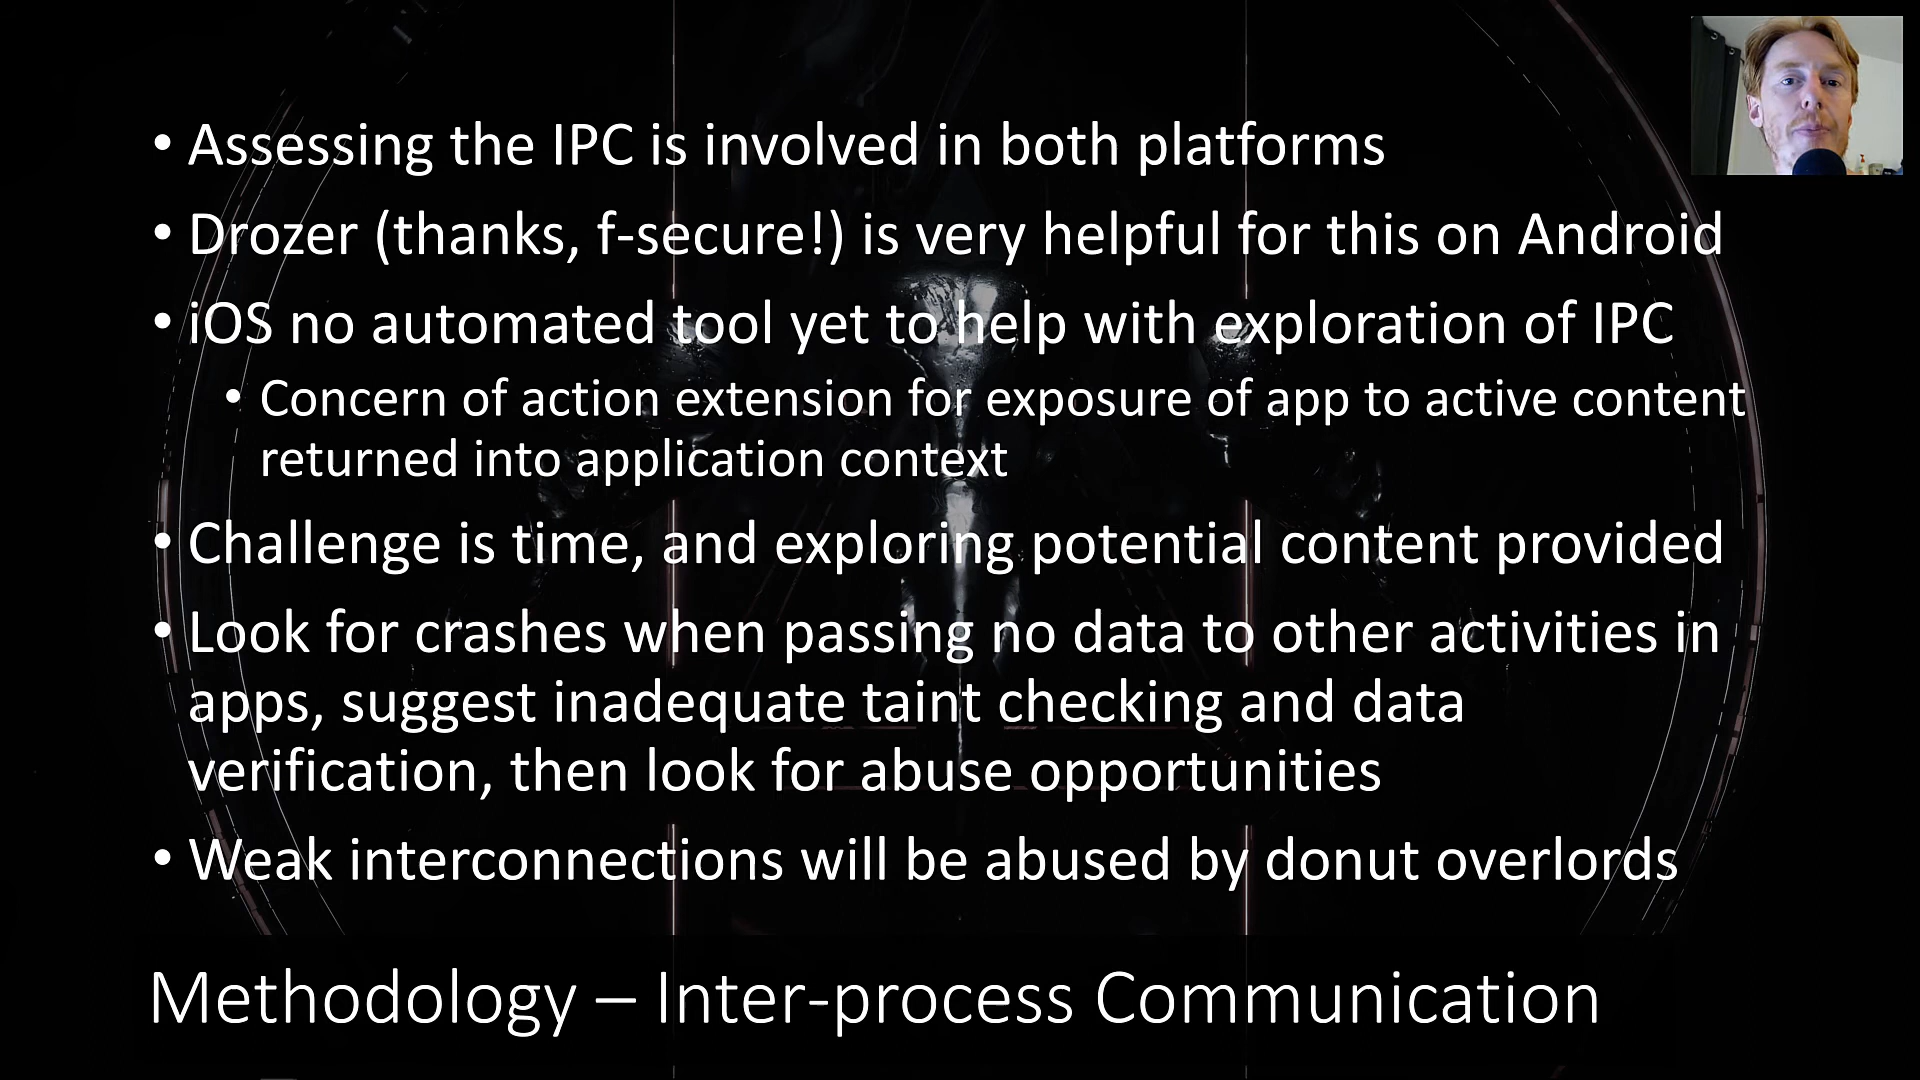 • Assessing the IPC is involved in both platforms
• Drozer (thanks, f-secure!) is very helpful for this on Android
• iOS no automated tool yet to help with exploration of IPC
• Concern of action extension for exposure of app to active content
returned into application context
• Challenge is time, and exploring potential content provided
• Look for crashes when passing no data to other activities in
apps, suggest inadequate taint checking and data
verification, then look for abuse opportunities
• Weak interconnections will be abused by donut overlords
Methodology – Inter-process Communication